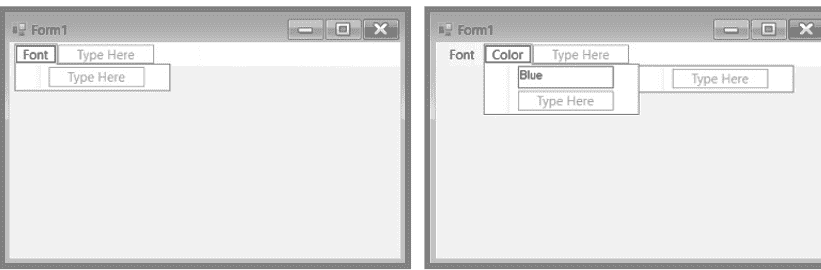 Form1
Font Type Here
Type Here
Form1
Font Color Type Here
Blue Type Here
Type Here